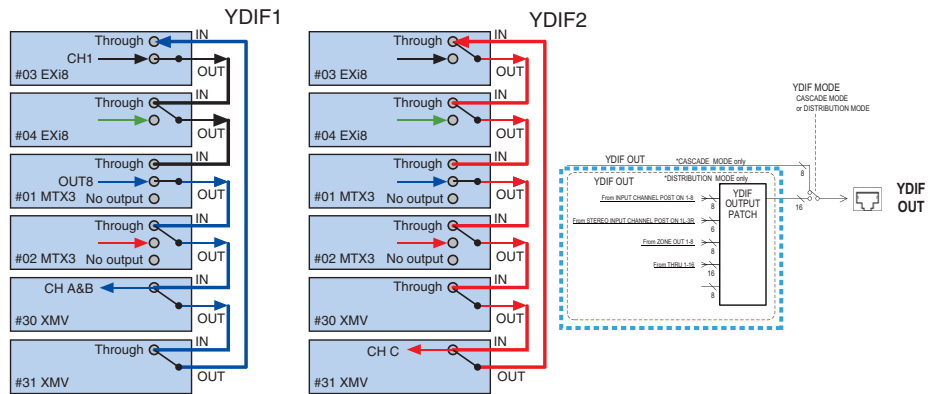 YDIF1
IN
Through
CH1
OUT
#03 EXi8
IN
Through
OUT
#04 EXi8
IN
Through
OUT8
OUT
#01 MTX3 No output
IN
Through
OUT
#02 MTX3 No output
IN
CH A&B
OUT
#30 XMV
IN
Through
OUT
#31 XMV
YDIF2
IN
Through
OUT
#03 EXi8
IN
Through
OUT
#04 EXi8
IN
Through
OUT
#01 MTX3 No output
IN
Through
OUT
#02 MTX3 No output
IN
Through
OUT
#30 XMV
IN
CH C
OUT
#31 XMV
YDIF MODE
CASCADE MODE
or DISTRIBUTION MODE
YDIF OUT *CASCADE MODE only
8
YDIF OUT *DISTRIBUTION MODE only
From INPUT CHANNEL POST ON 1-8
8
From STEREO INPUT CHANNEL POST ON 1L-3R
6
From ZONE OUT 1-8
8
From THRU 1-16
16
8
YDIF
OUTPUT
PATCH
16
YDIF
OUT